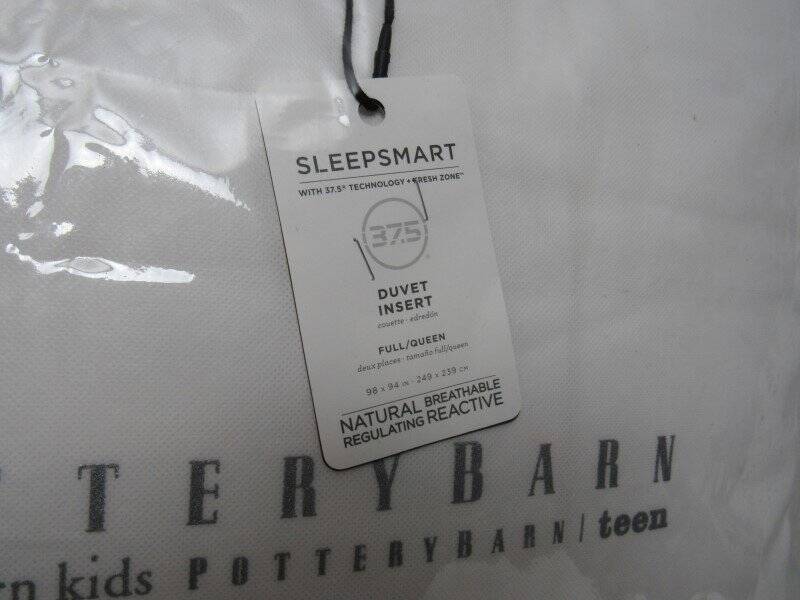 SLEEPSMART
WITH 37.5® TECHNOLOGY + FRESH ZONE™
37.5
DUVET
INSERT
couette · edredón
FULL/QUEEN
deux places · tamaño full/queen
98 x 94 IN · 249 x 239 CM
NATURAL BREATHABLE
REGULATING REACTIVE
TTERYBARN
rn kids POTTERYBARN | teen